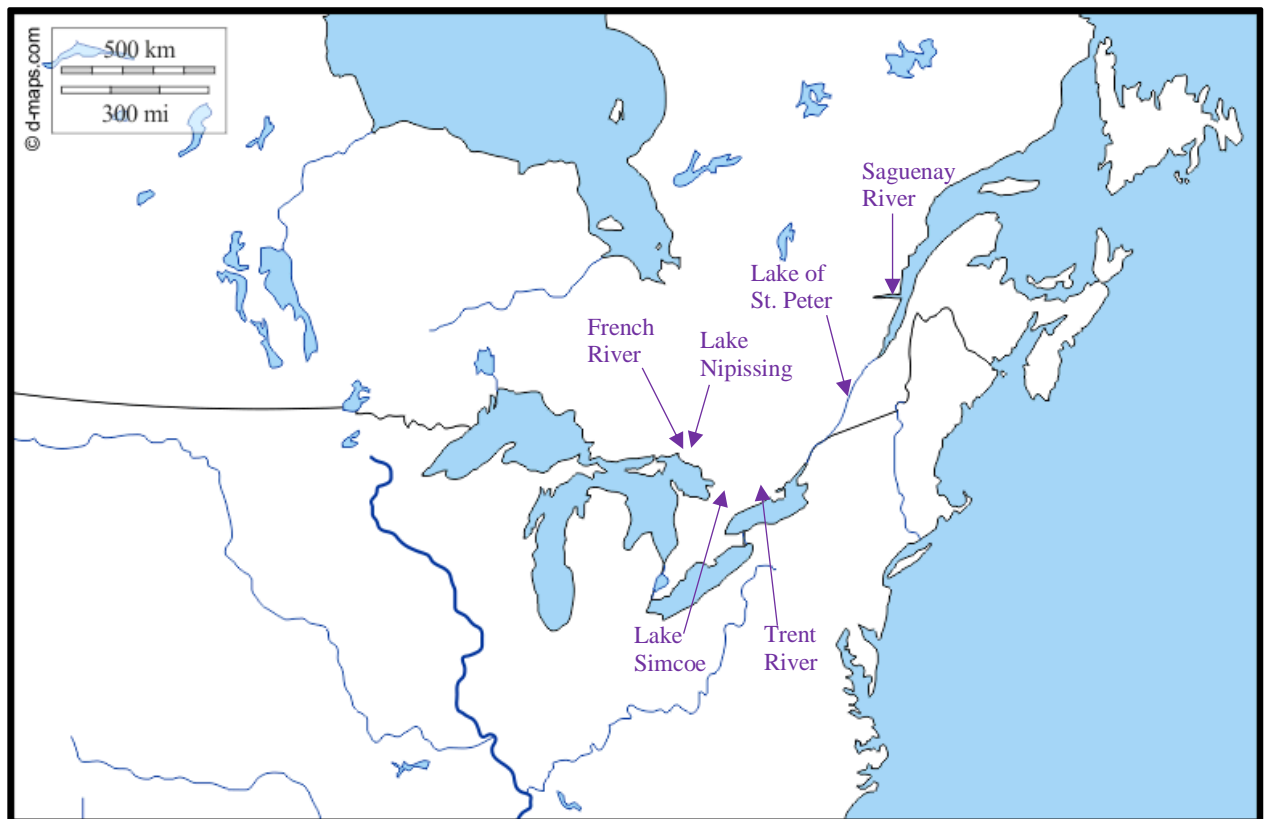 © d-maps.com
500 km
300 mi
Saguenay
River
Lake of
St. Peter
French
River
Lake
Nipissing
Lake
Simcoe
Trent
River